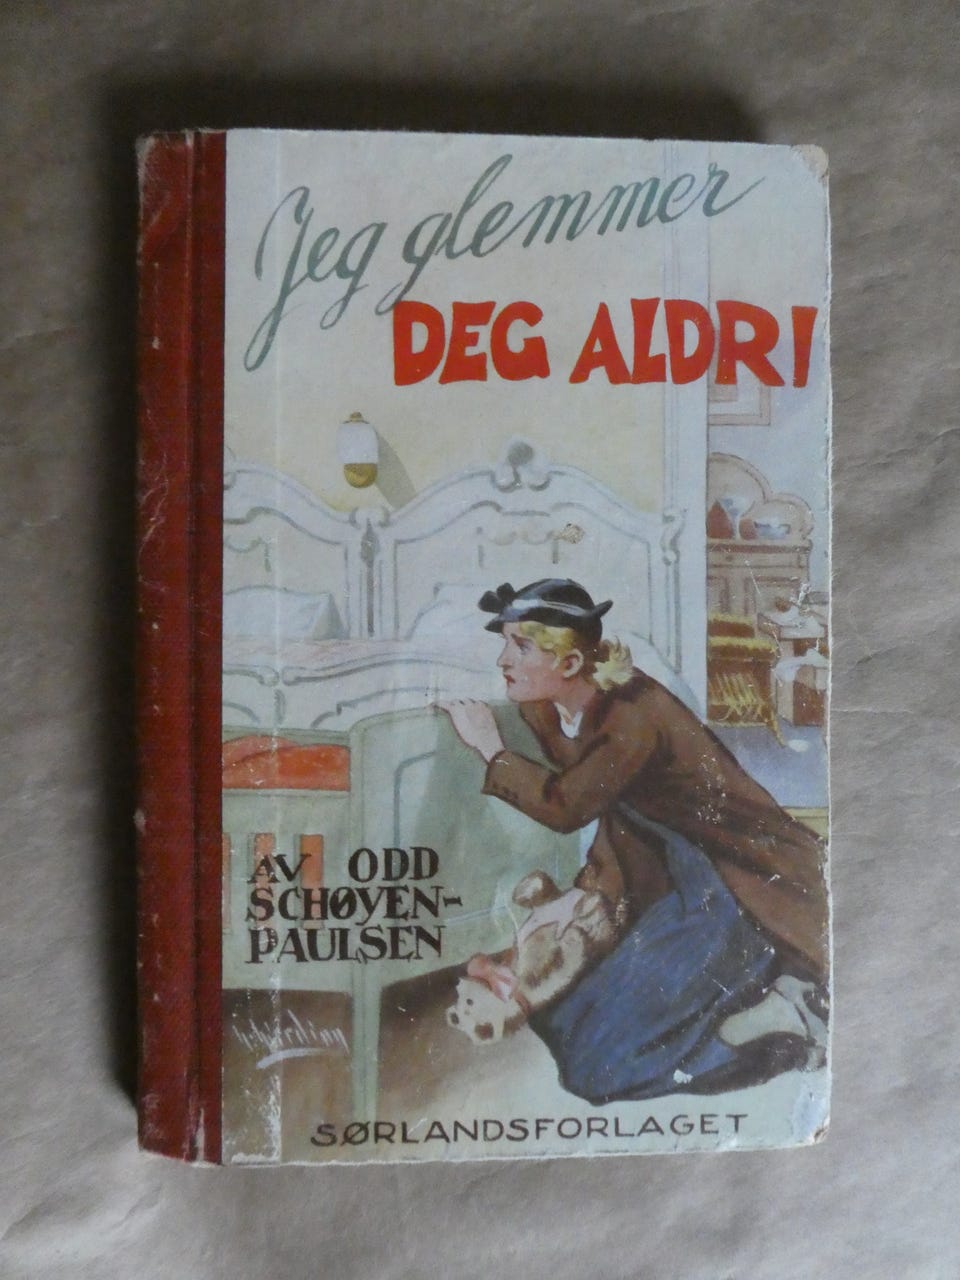 Jeg glemmer
DEG ALDRI
AV ODD
SCHØYEN-
PAULSEN
SØRLANDSFORLAGET